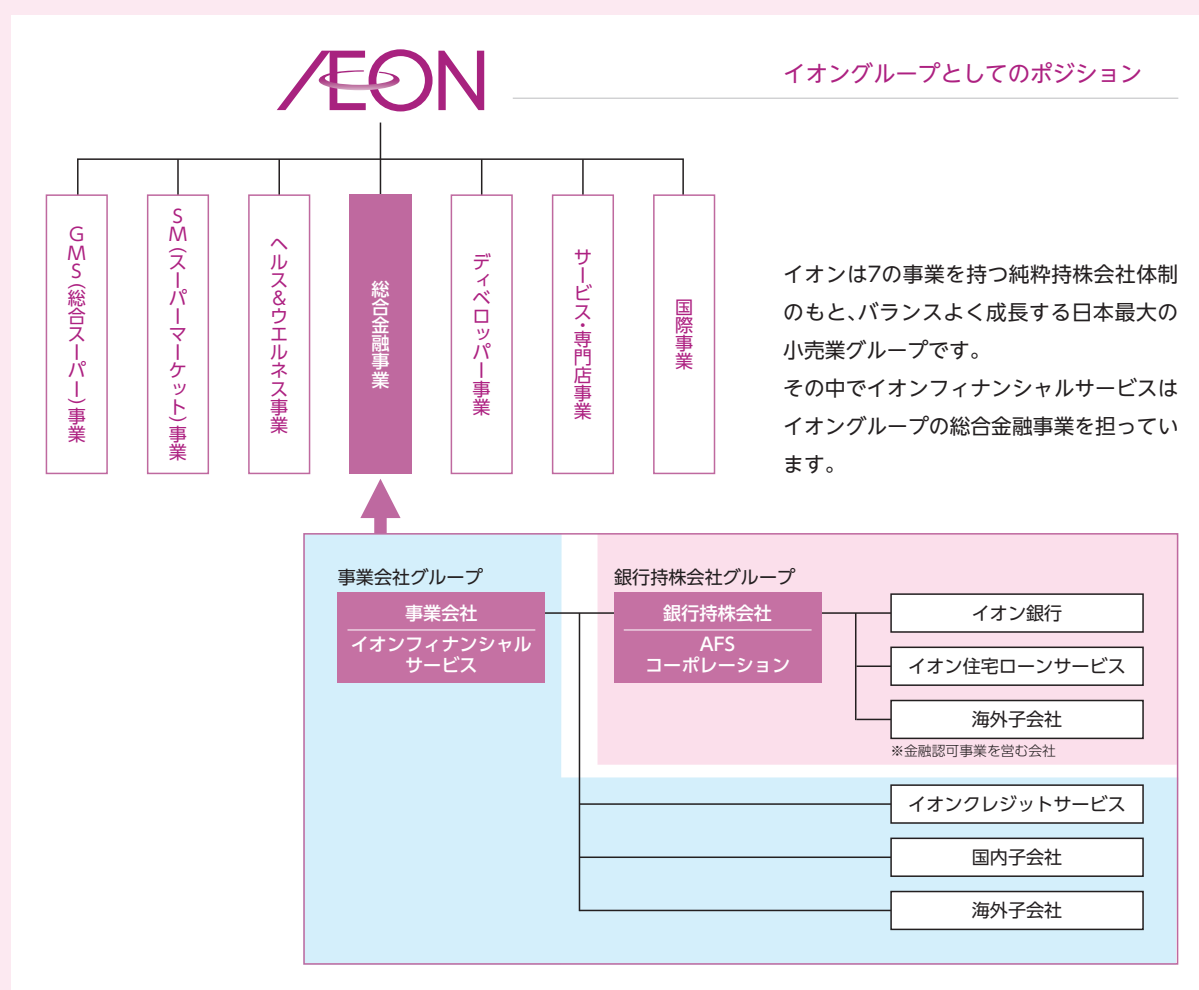 ÆON
イオングループとしてのポジション
GMS（総合スーパー）事業
SM（スーパーマーケット）事業
ヘルス&ウエルネス事業
総合金融事業
ディベロッパー事業
サービス・専門店事業
国際事業
イオンは7の事業を持つ純粋持株会社体制
のもと、バランスよく成長する日本最大の
小売業グループです。
その中でイオンフィナンシャルサービスは
イオングループの総合金融事業を担ってい
ます。
事業会社グループ
事業会社
イオンフィナンシャル
サービス
銀行持株会社グループ
銀行持株会社
AFS
コーポレーション
イオン銀行
イオン住宅ローンサービス
海外子会社
※金融認可事業を営む会社
イオンクレジットサービス
国内子会社
海外子会社